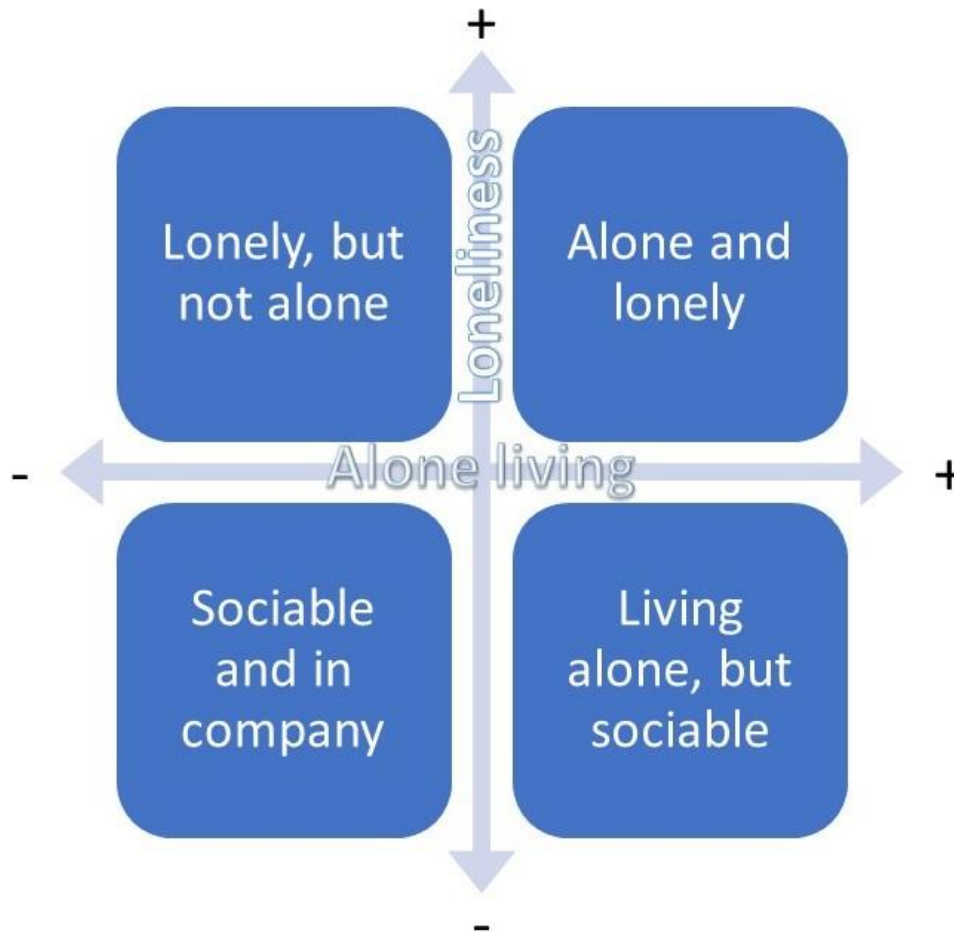 +
Lonely, but
not alone
Loneliness
Alone and
lonely
-
Alone living
+
Sociable
and in
company
Living
alone, but
sociable
-